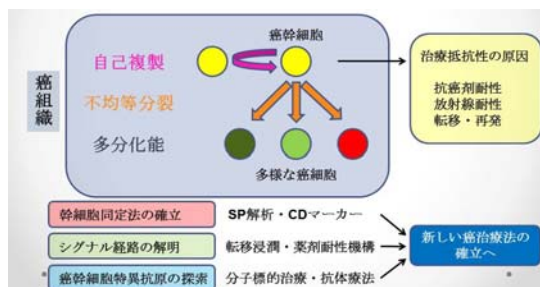 癌幹細胞
自己複製
不均等分裂
多分化能
癌組織
多様な癌細胞
治療抵抗性の原因
抗癌剤耐性
放射線耐性
転移・再発
幹細胞同定法の確立
SP解析・CDマーカー
シグナル経路の解明
転移浸潤・薬剤耐性機構
癌幹細胞特異抗原の探索
分子標的治療・抗体療法
新しい癌治療法の
確立へ